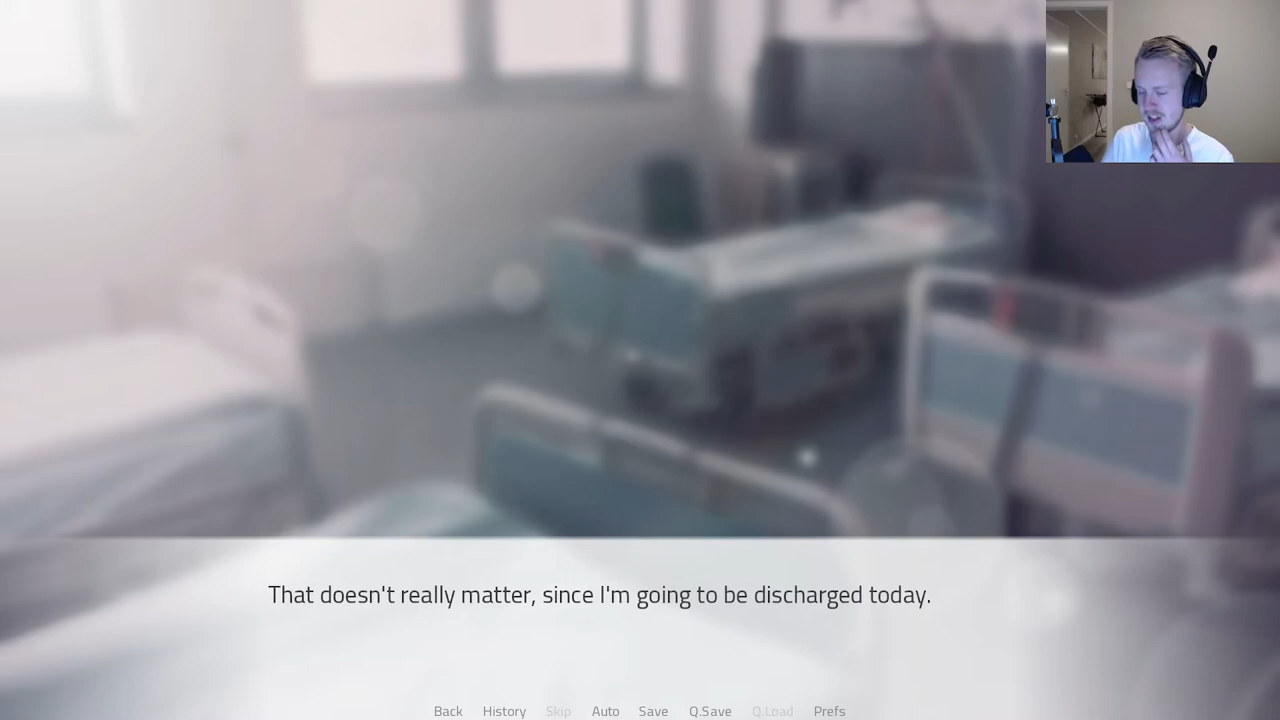 That doesn't really matter, since I'm going to be discharged today.
Back History Skip Auto Save Q.Save Q.Load Prefs